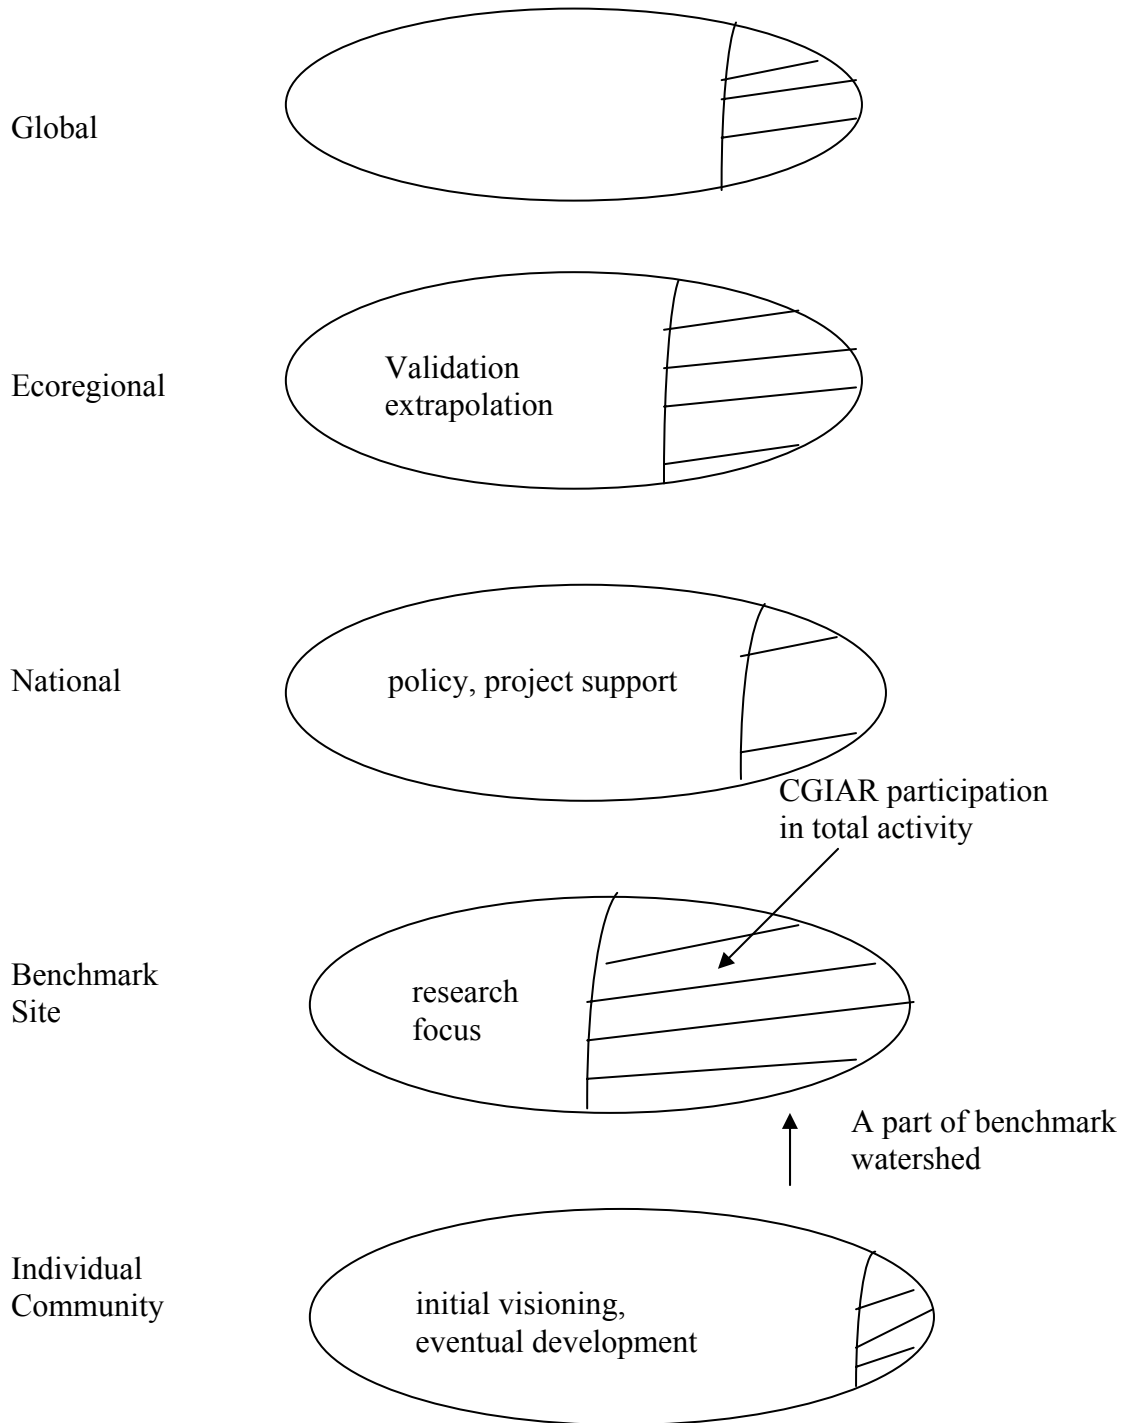 Global
Ecoregional
Validation
extrapolation
National
policy, project support
CGIAR participation
in total activity
Benchmark
Site
research
focus
A part of benchmark
watershed
Individual
Community
initial visioning,
eventual development